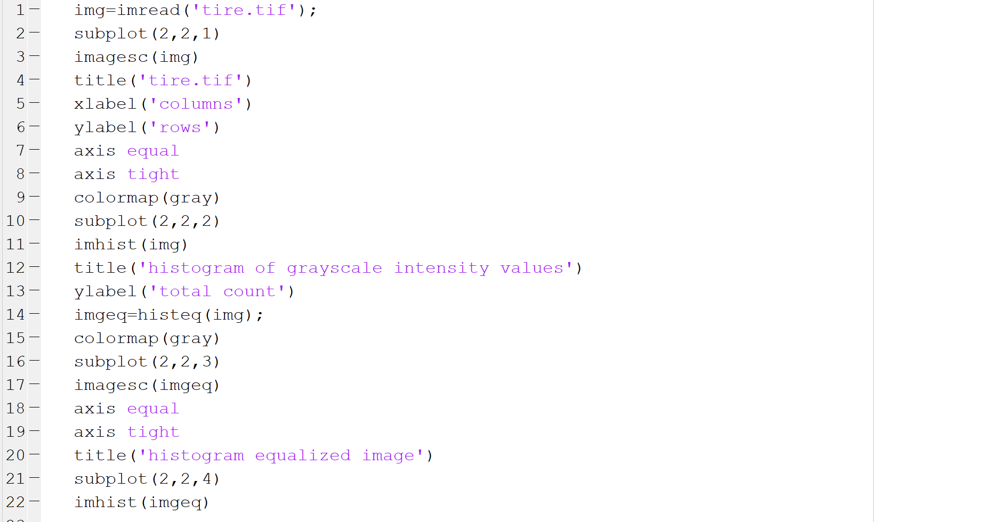 1 img=imread('tire.tif');
2 subplot(2,2,1)
3 imagesc(img)
4 title('tire.tif')
5 xlabel('columns')
6 ylabel('rows')
7 axis equal
8 axis tight
9 colormap(gray)
10 subplot(2,2,2)
11 imhist(img)
12 title('histogram of grayscale intensity values')
13 ylabel('total count')
14 imgeq=histeq(img);
15 colormap(gray)
16 subplot(2,2,3)
17 imagesc(imgeq)
18 axis equal
19 axis tight
20 title('histogram equalized image')
21 subplot(2,2,4)
22 imhist(imgeq)